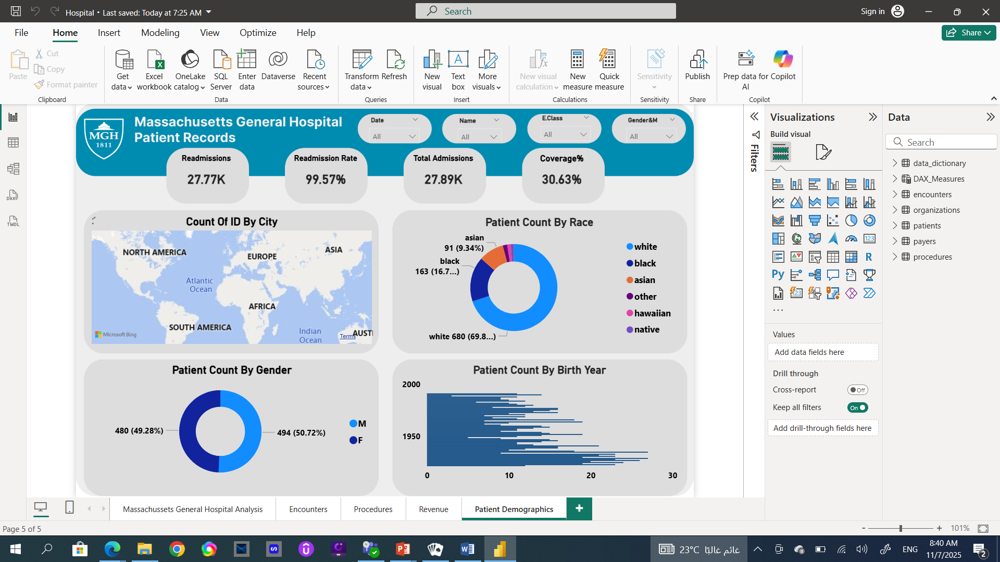 Hospital • Last saved: Today at 7:25 AM
Search
Sign in
File Home Insert Modeling View Optimize Help
Share
Paste
Cut
Copy
Format painter
Clipboard
Get data
Excel workbook
OneLake catalog
SQL Server
Enter data
Dataverse
Recent sources
Data
Transform data
Refresh
Queries
New visual
Text box
More visuals
Insert
New visual calculation
New measure
Quick measure
Calculations
Sensitivity
Sensitivity
Publish
Share
Prep data for AI
Copilot
Copilot
DAX
TMDL
MGH
1811
Massachusetts General Hospital
Patient Records
Date
All
Name
All
E.Class
All
Gender&M
All
Readmissions
27.77K
Readmission Rate
99.57%
Total Admissions
27.89K
Coverage%
30.63%
Count Of ID By City
NORTH AMERICA
EUROPE
ASIA
Atlantic
Ocean
AFRICA
SOUTH AMERICA
Indian
Ocean
AUST
Microsoft Bing
Terms
Patient Count By Race
asian
91 (9.34%)
black
163 (16.7...)
white 680 (69.8...)
white
black
asian
other
hawaiian
native
Patient Count By Gender
480 (49.28%)
494 (50.72%)
M
F
Patient Count By Birth Year
2000
1950
0 10 20 30
Filters
Visualizations
Build visual
123
R
Py
123
...
Values
Add data fields here
Drill through
Cross-report
Off
Keep all filters
On
Add drill-through fields here
Data
Search
data_dictionary
DAX_Measures
encounters
organizations
patients
payers
procedures
Massachussets General Hospital Analysis
Encounters
Procedures
Revenue
Patient Demographics
+
Page 5 of 5
- + 101%
23°C غائم غالبًا
ENG
8:40 AM
11/7/2025
2